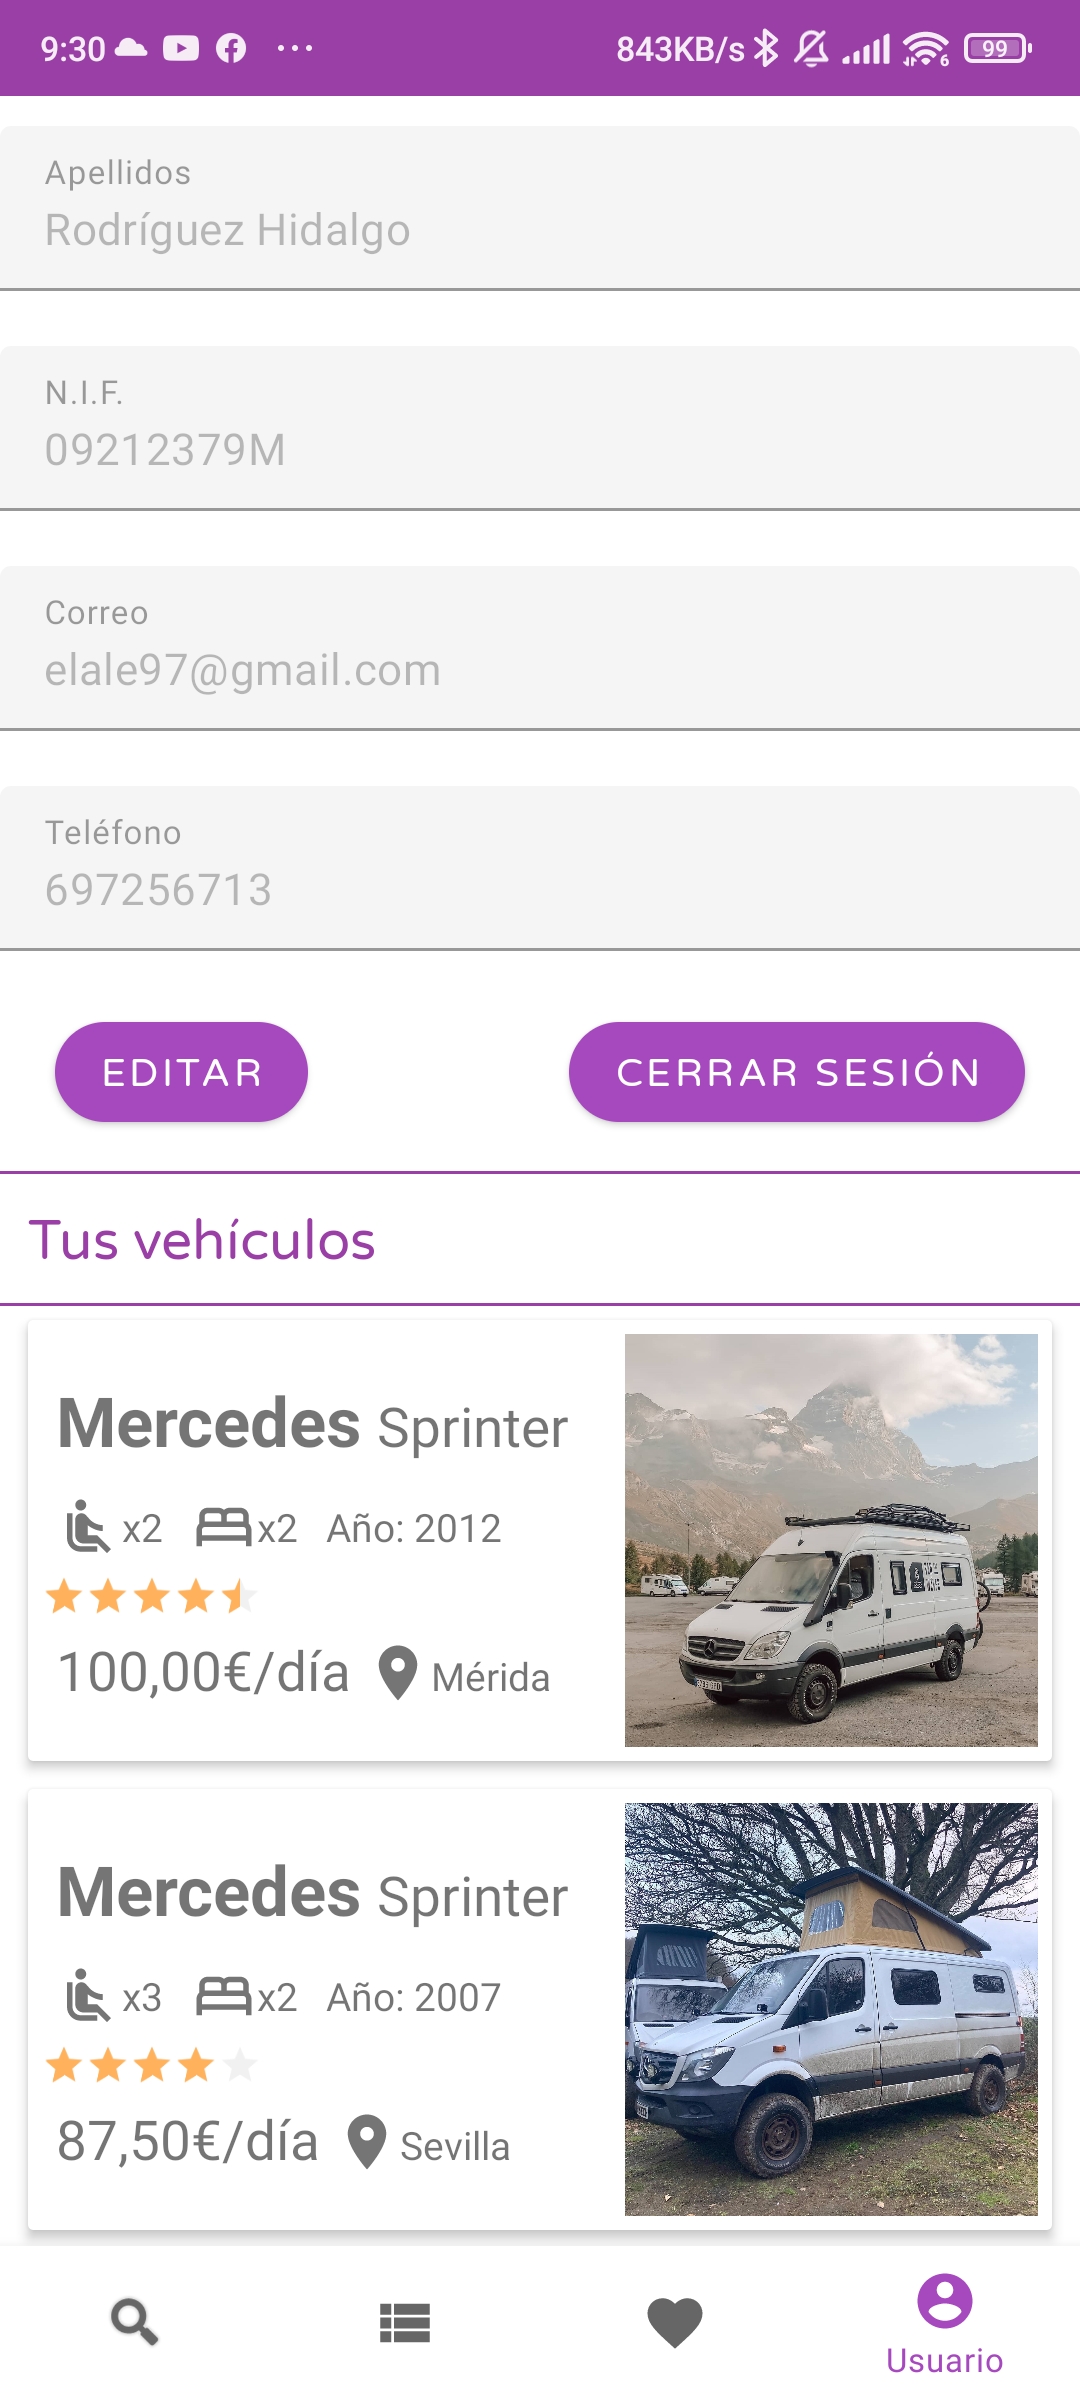 9:30 ... 843KB/s 6 99
Apellidos
Rodríguez Hidalgo
N.I.F.
09212379M
Correo
elale97@gmail.com
Teléfono
697256713
EDITAR CERRAR SESIÓN
Tus vehículos
Mercedes Sprinter
x2 x2 Año: 2012
100,00€/día Mérida
Mercedes Sprinter
x3 x2 Año: 2007
87,50€/día Sevilla
Usuario